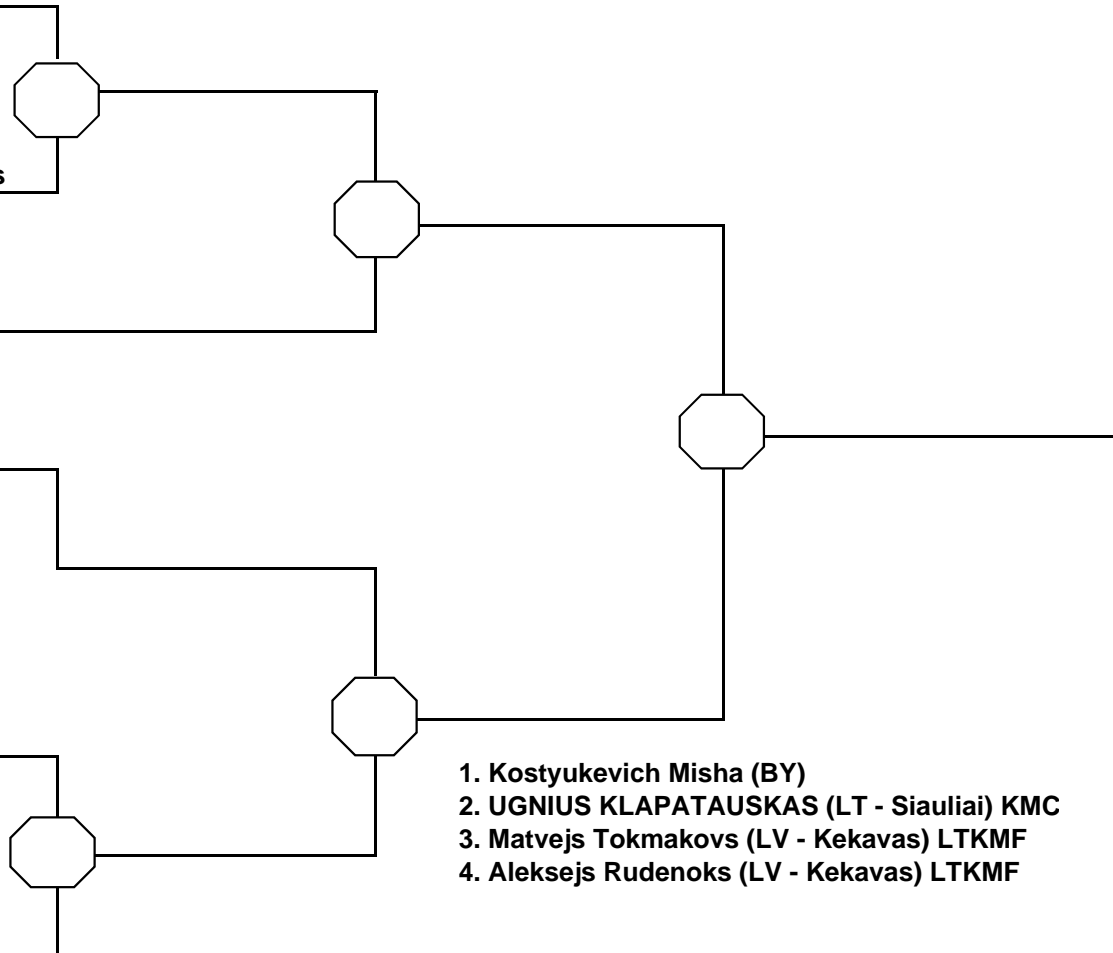 s
1. Kostyukevich Misha (BY)
2. UGNIUS KLAPATAUSKAS (LT - Siauliai) KMC
3. Matvejs Tokmakovs (LV - Kekavas) LTKMF
4. Aleksejs Rudenoks (LV - Kekavas) LTKMF